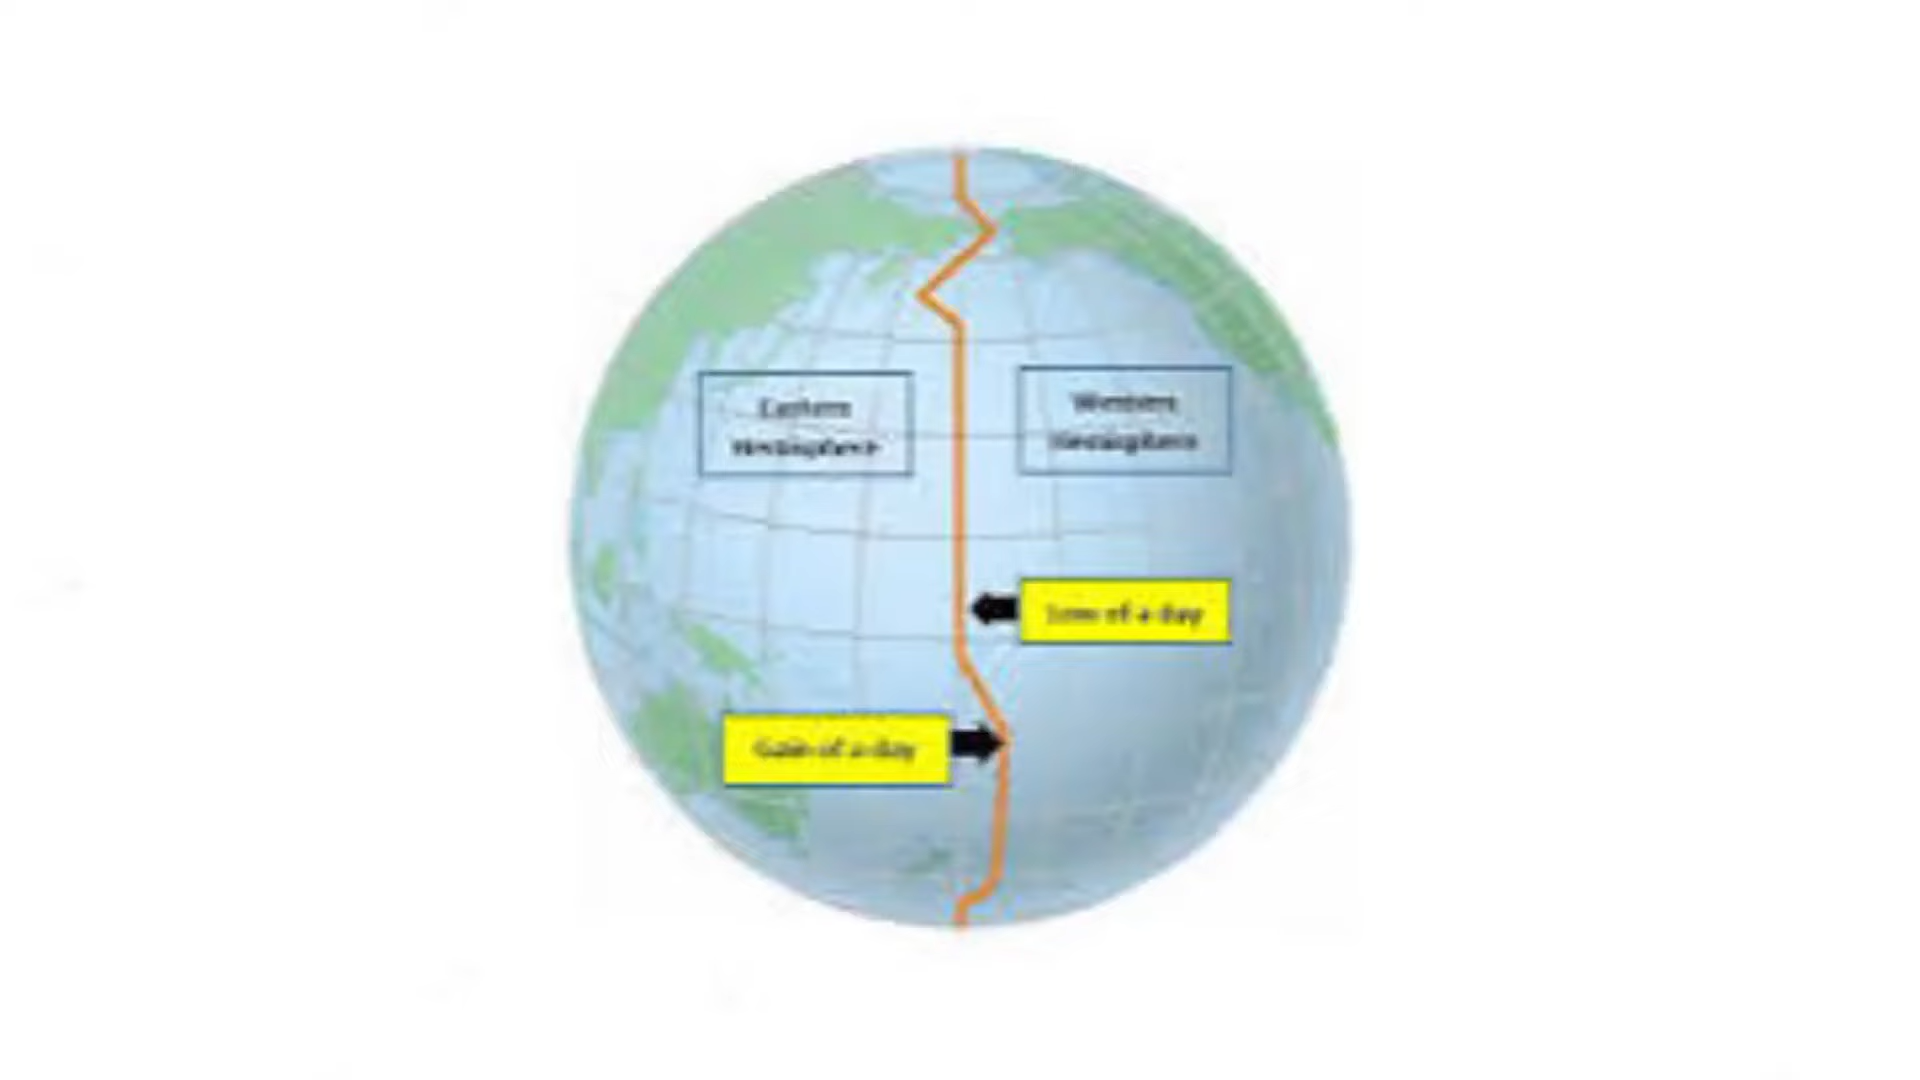 Eastern
Hemisphere
Western
Hemisphere
Loss of a day
Gain of a day